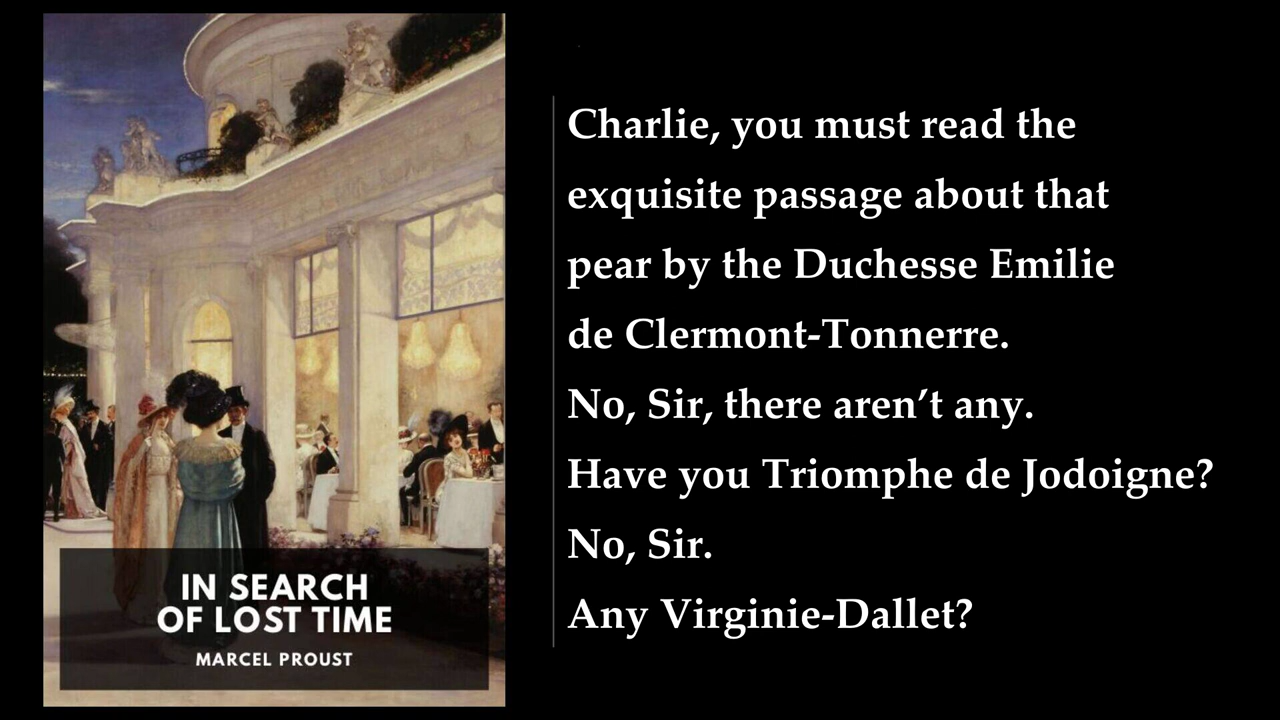 IN SEARCH
OF LOST TIME
MARCEL PROUST
Charlie, you must read the
exquisite passage about that
pear by the Duchesse Emilie
de Clermont-Tonnerre.
No, Sir, there aren’t any.
Have you Triomphe de Jodoigne?
No, Sir.
Any Virginie-Dallet?